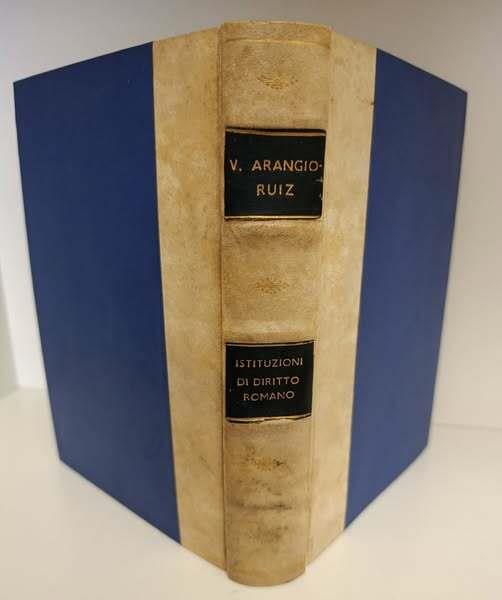 V. ARANGIO-
RUIZ
ISTITUZIONI
DI DIRITTO
ROMANO